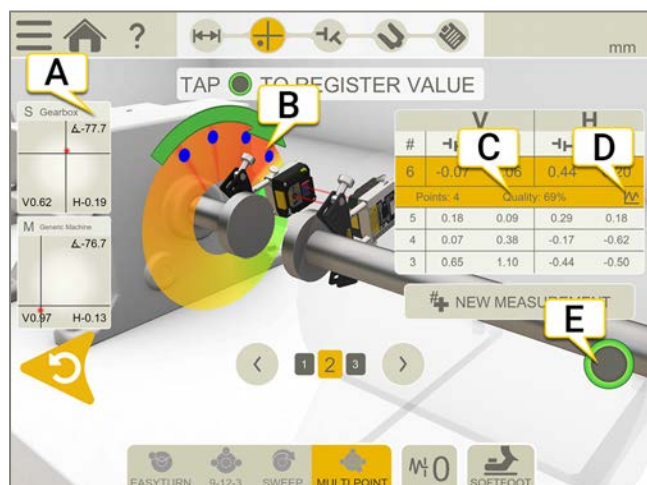 ?
mm
A
TAP TO REGISTER VALUE
S Gearbox
∡-77.7
V0.62 H-0.19
M Generic Machine
∡-76.7
V0.97 H-0.13
B
V H
C
D
#
6 -0.07 .06 0.44 20
Points: 4 Quality: 69%
5 0.18 0.09 0.29 0.18
4 0.07 0.38 -0.17 -0.62
3 0.65 1.10 -0.44 -0.50
# NEW MEASUREMENT
E
1 2 3
EASYTURN 9-12-3 SWEEP MULTI POINT 0 SOFTFOOT